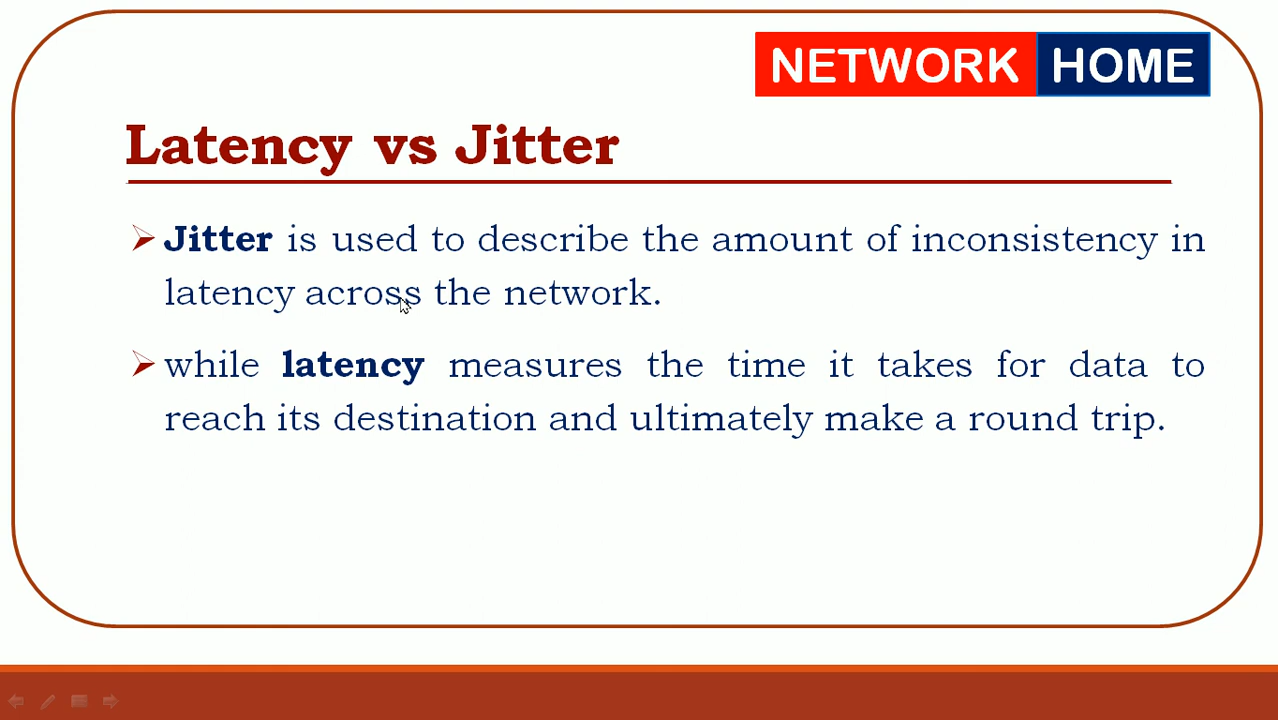 NETWORK HOME
Latency vs Jitter
Jitter is used to describe the amount of inconsistency in
latency across the network.
while latency measures the time it takes for data to
reach its destination and ultimately make a round trip.